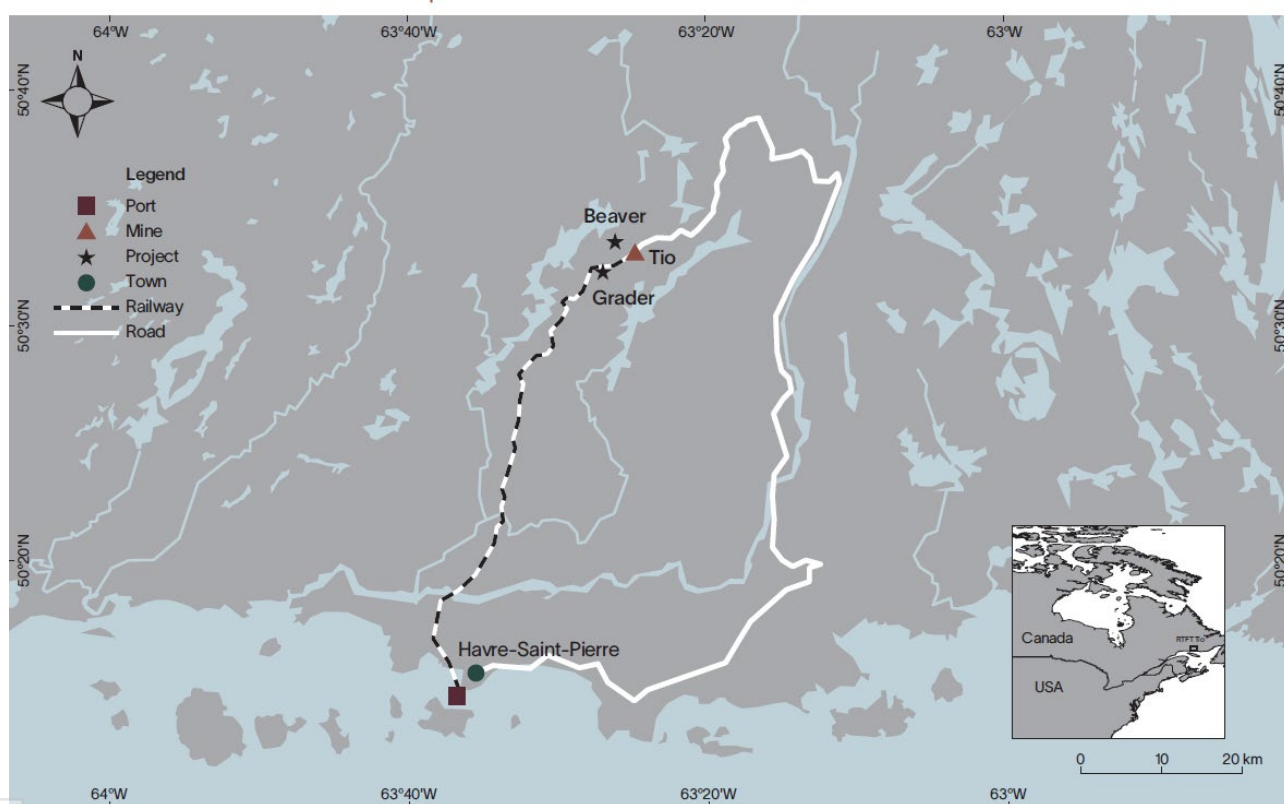 64°W
63°40'W
63°20'W
63°W
N
50°40'N
50°40'N
Legend
Port
Mine
Project
Town
Railway
Road
Beaver
Tio
Grader
50°30'N
50°30'N
50°20'N
50°20'N
Havre-Saint-Pierre
Canada
RTFT Tio
USA
0 10 20 km
64°W
63°40'W
63°20'W
63°W